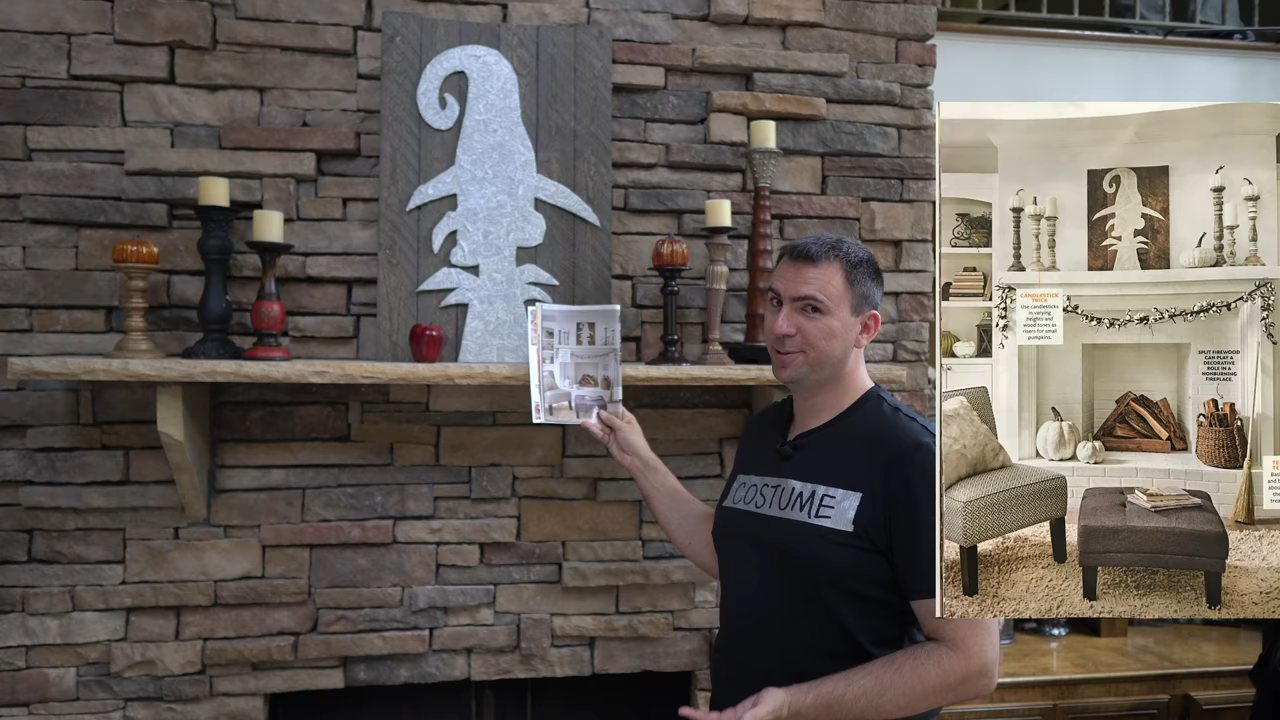 COSTUME
CANDLESTICK
TRICK
Use candlesticks
in varying
heights and
wood tones as
risers for small
pumpkins.
SPLIT FIREWOOD
CAN PLAY A
DECORATIVE
ROLE IN A
NONBURNING
FIREPLACE.